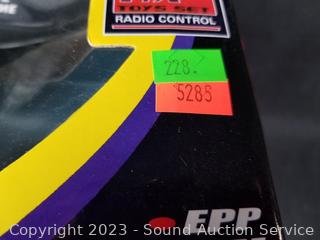 TOYS SET
RADIO CONTROL
228.
5285
EPP
Copyright 2023 - Sound Auction Service